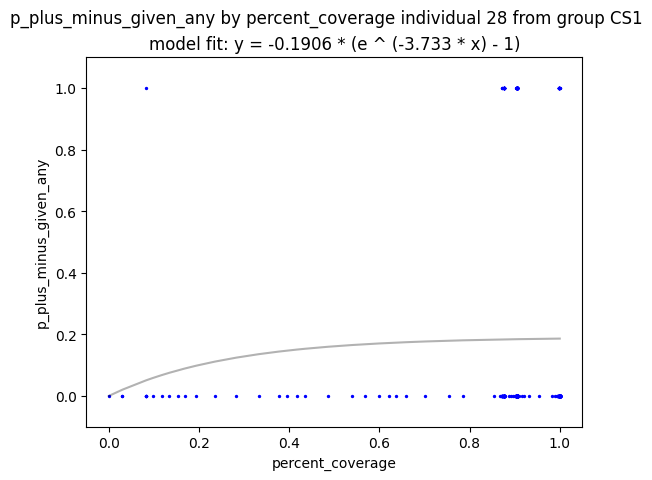 p_plus_minus_given_any by percent_coverage individual 28 from group CS1
model fit: y = -0.1906 * (e ^ (-3.733 * x) - 1)
1.0
0.8
0.6
0.4
0.2
0.0
p_plus_minus_given_any
0.0 0.2 0.4 0.6 0.8 1.0
percent_coverage